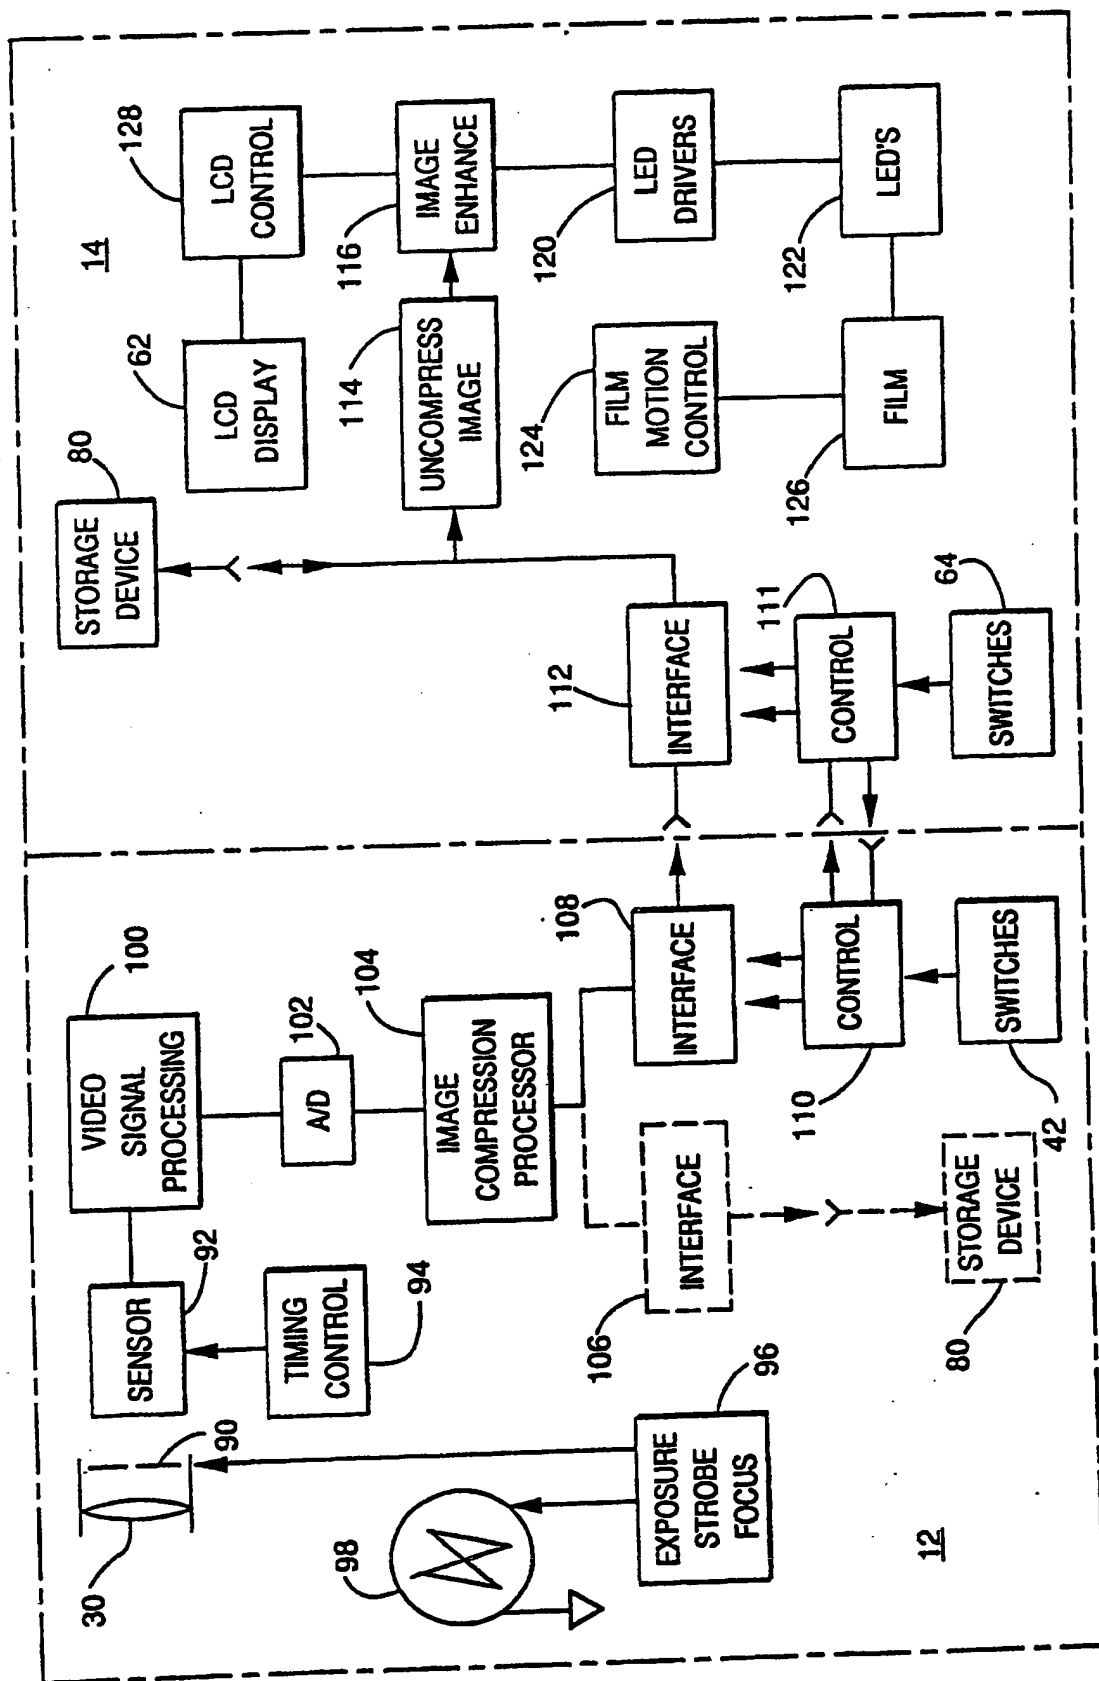 30
90
SENSOR
92
TIMING
CONTROL
94
98
EXPOSURE
STROBE
FOCUS
96
12
VIDEO
SIGNAL
PROCESSING
100
A/D
102
IMAGE
COMPRESSION
PROCESSOR
104
INTERFACE
106
STORAGE
DEVICE
80
INTERFACE
108
CONTROL
110
SWITCHES
42
STORAGE
DEVICE
80
LCD
DISPLAY
62
LCD
CONTROL
128
14
UNCOMPRESS
IMAGE
114
IMAGE
ENHANCE
116
INTERFACE
112
CONTROL
111
SWITCHES
64
FILM
MOTION
CONTROL
124
LED
DRIVERS
120
FILM
126
LED'S
122